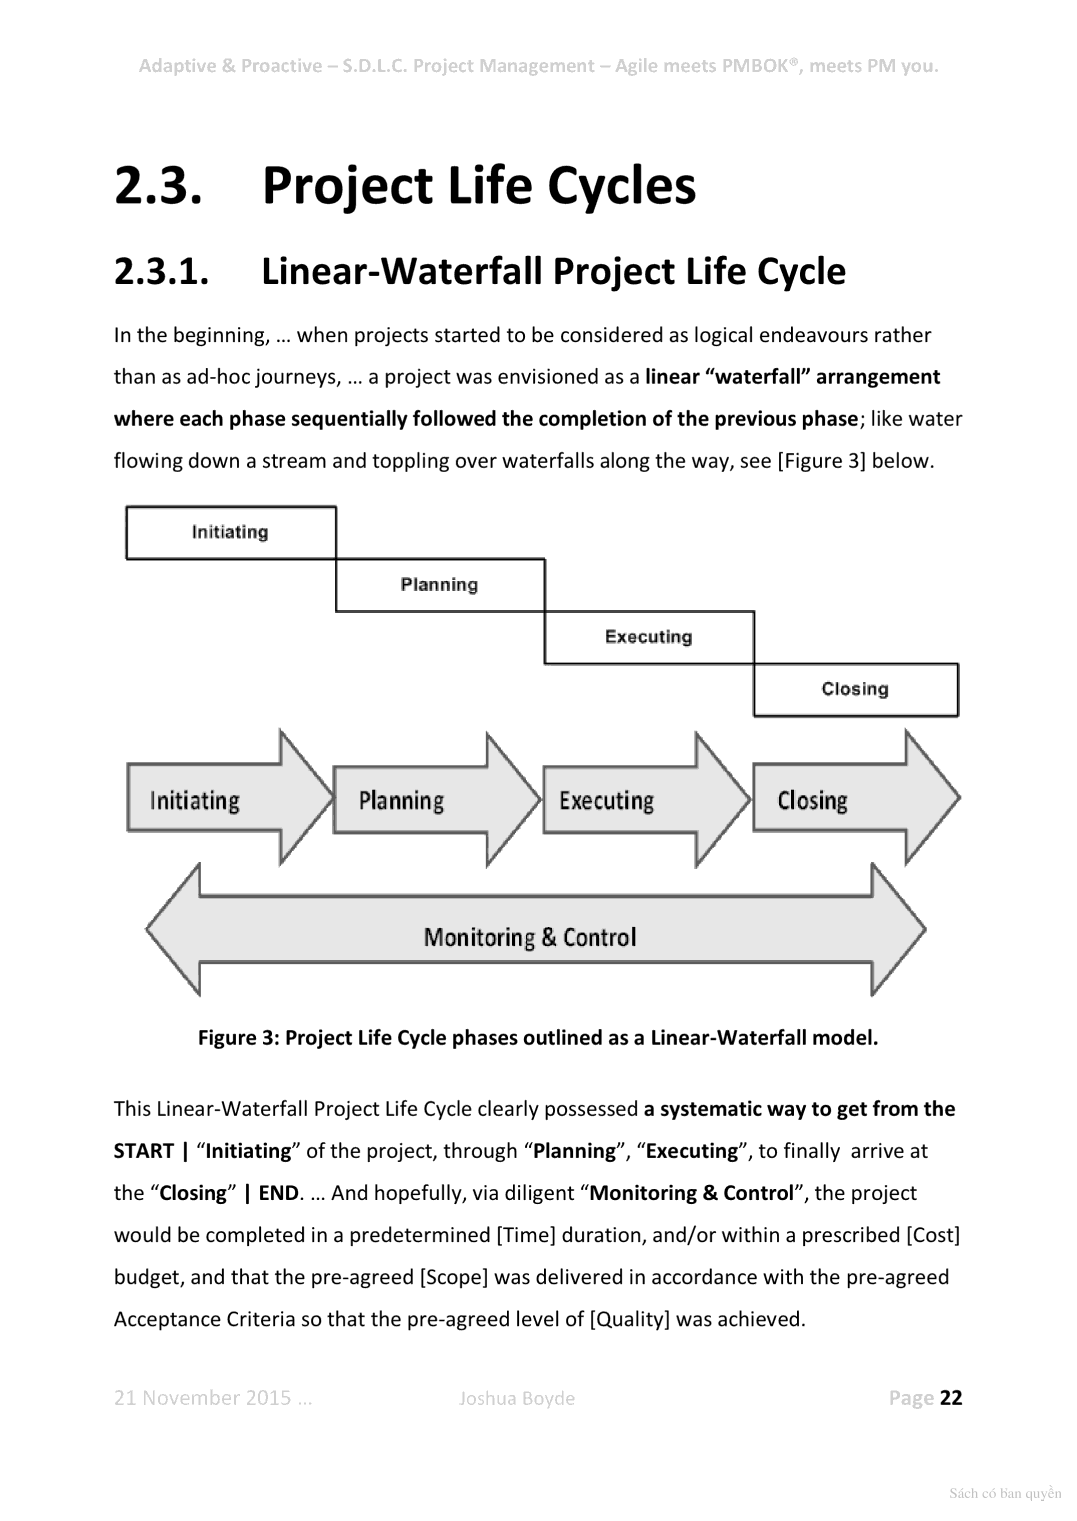 Adaptive & Proactive – S.D.L.C. Project Management – Agile meets PMBOK®, meets PM you.
2.3. Project Life Cycles
2.3.1. Linear-Waterfall Project Life Cycle
In the beginning, … when projects started to be considered as logical endeavours rather
than as ad-hoc journeys, … a project was envisioned as a linear “waterfall” arrangement
where each phase sequentially followed the completion of the previous phase; like water
flowing down a stream and toppling over waterfalls along the way, see [Figure 3] below.
Initiating
Planning
Executing
Closing
Initiating
Planning
Executing
Closing
Monitoring & Control
Figure 3: Project Life Cycle phases outlined as a Linear-Waterfall model.
This Linear-Waterfall Project Life Cycle clearly possessed a systematic way to get from the
START | “Initiating” of the project, through “Planning”, “Executing”, to finally  arrive at
the “Closing” | END. … And hopefully, via diligent “Monitoring & Control”, the project
would be completed in a predetermined [Time] duration, and/or within a prescribed [Cost]
budget, and that the pre-agreed [Scope] was delivered in accordance with the pre-agreed
Acceptance Criteria so that the pre-agreed level of [Quality] was achieved.
21 November 2015 … Joshua Boyde Page 22
Sách có bản quyền